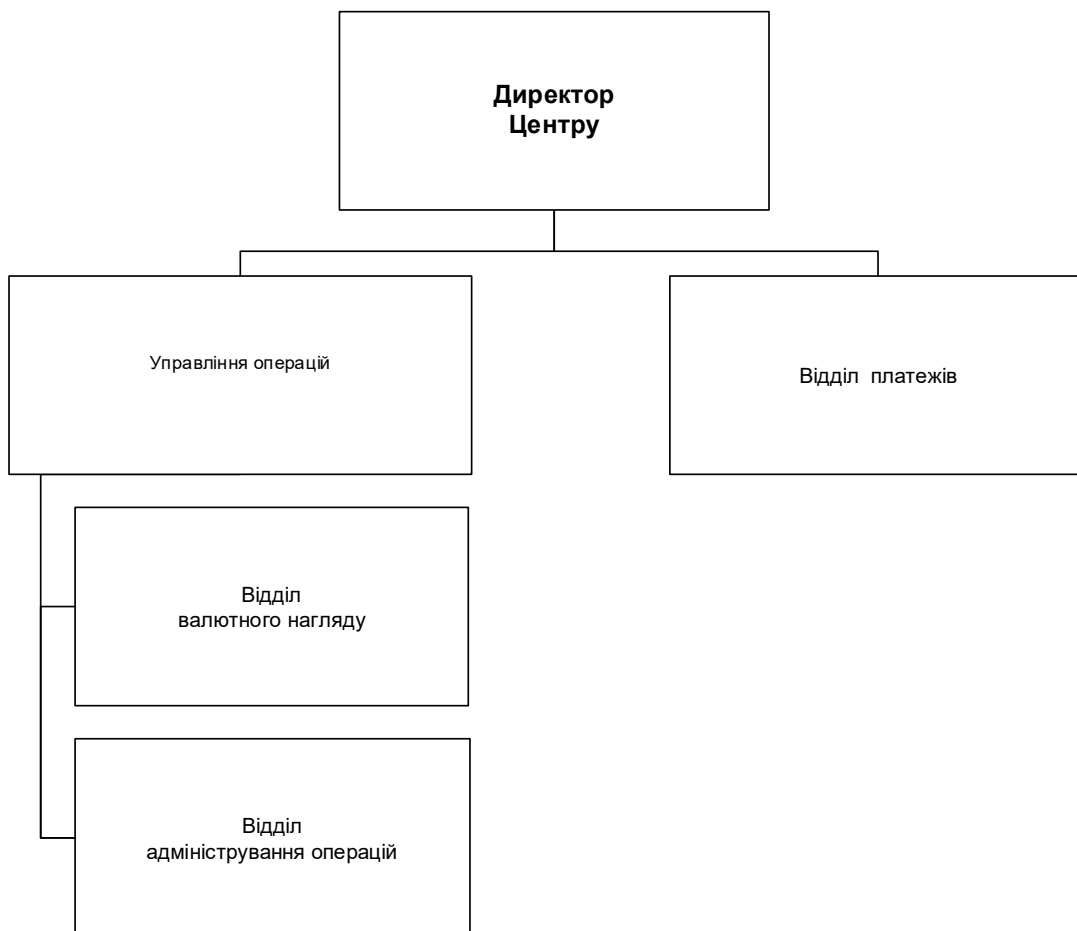 Директор
Центру
Управління операцій
Відділ платежів
Відділ
валютного нагляду
Відділ
адміністрування операцій